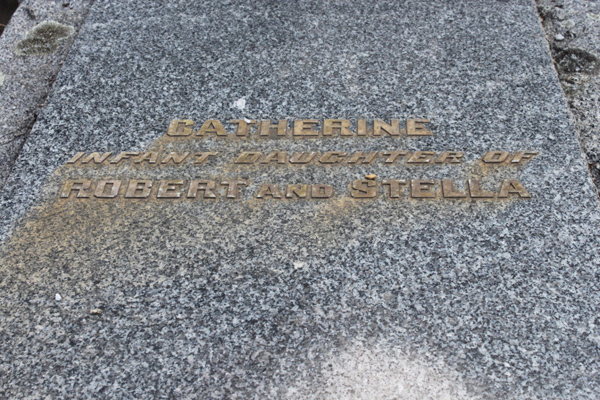 CATHERINE
INFANT DAUGHTER OF
ROBERT AND STELLA